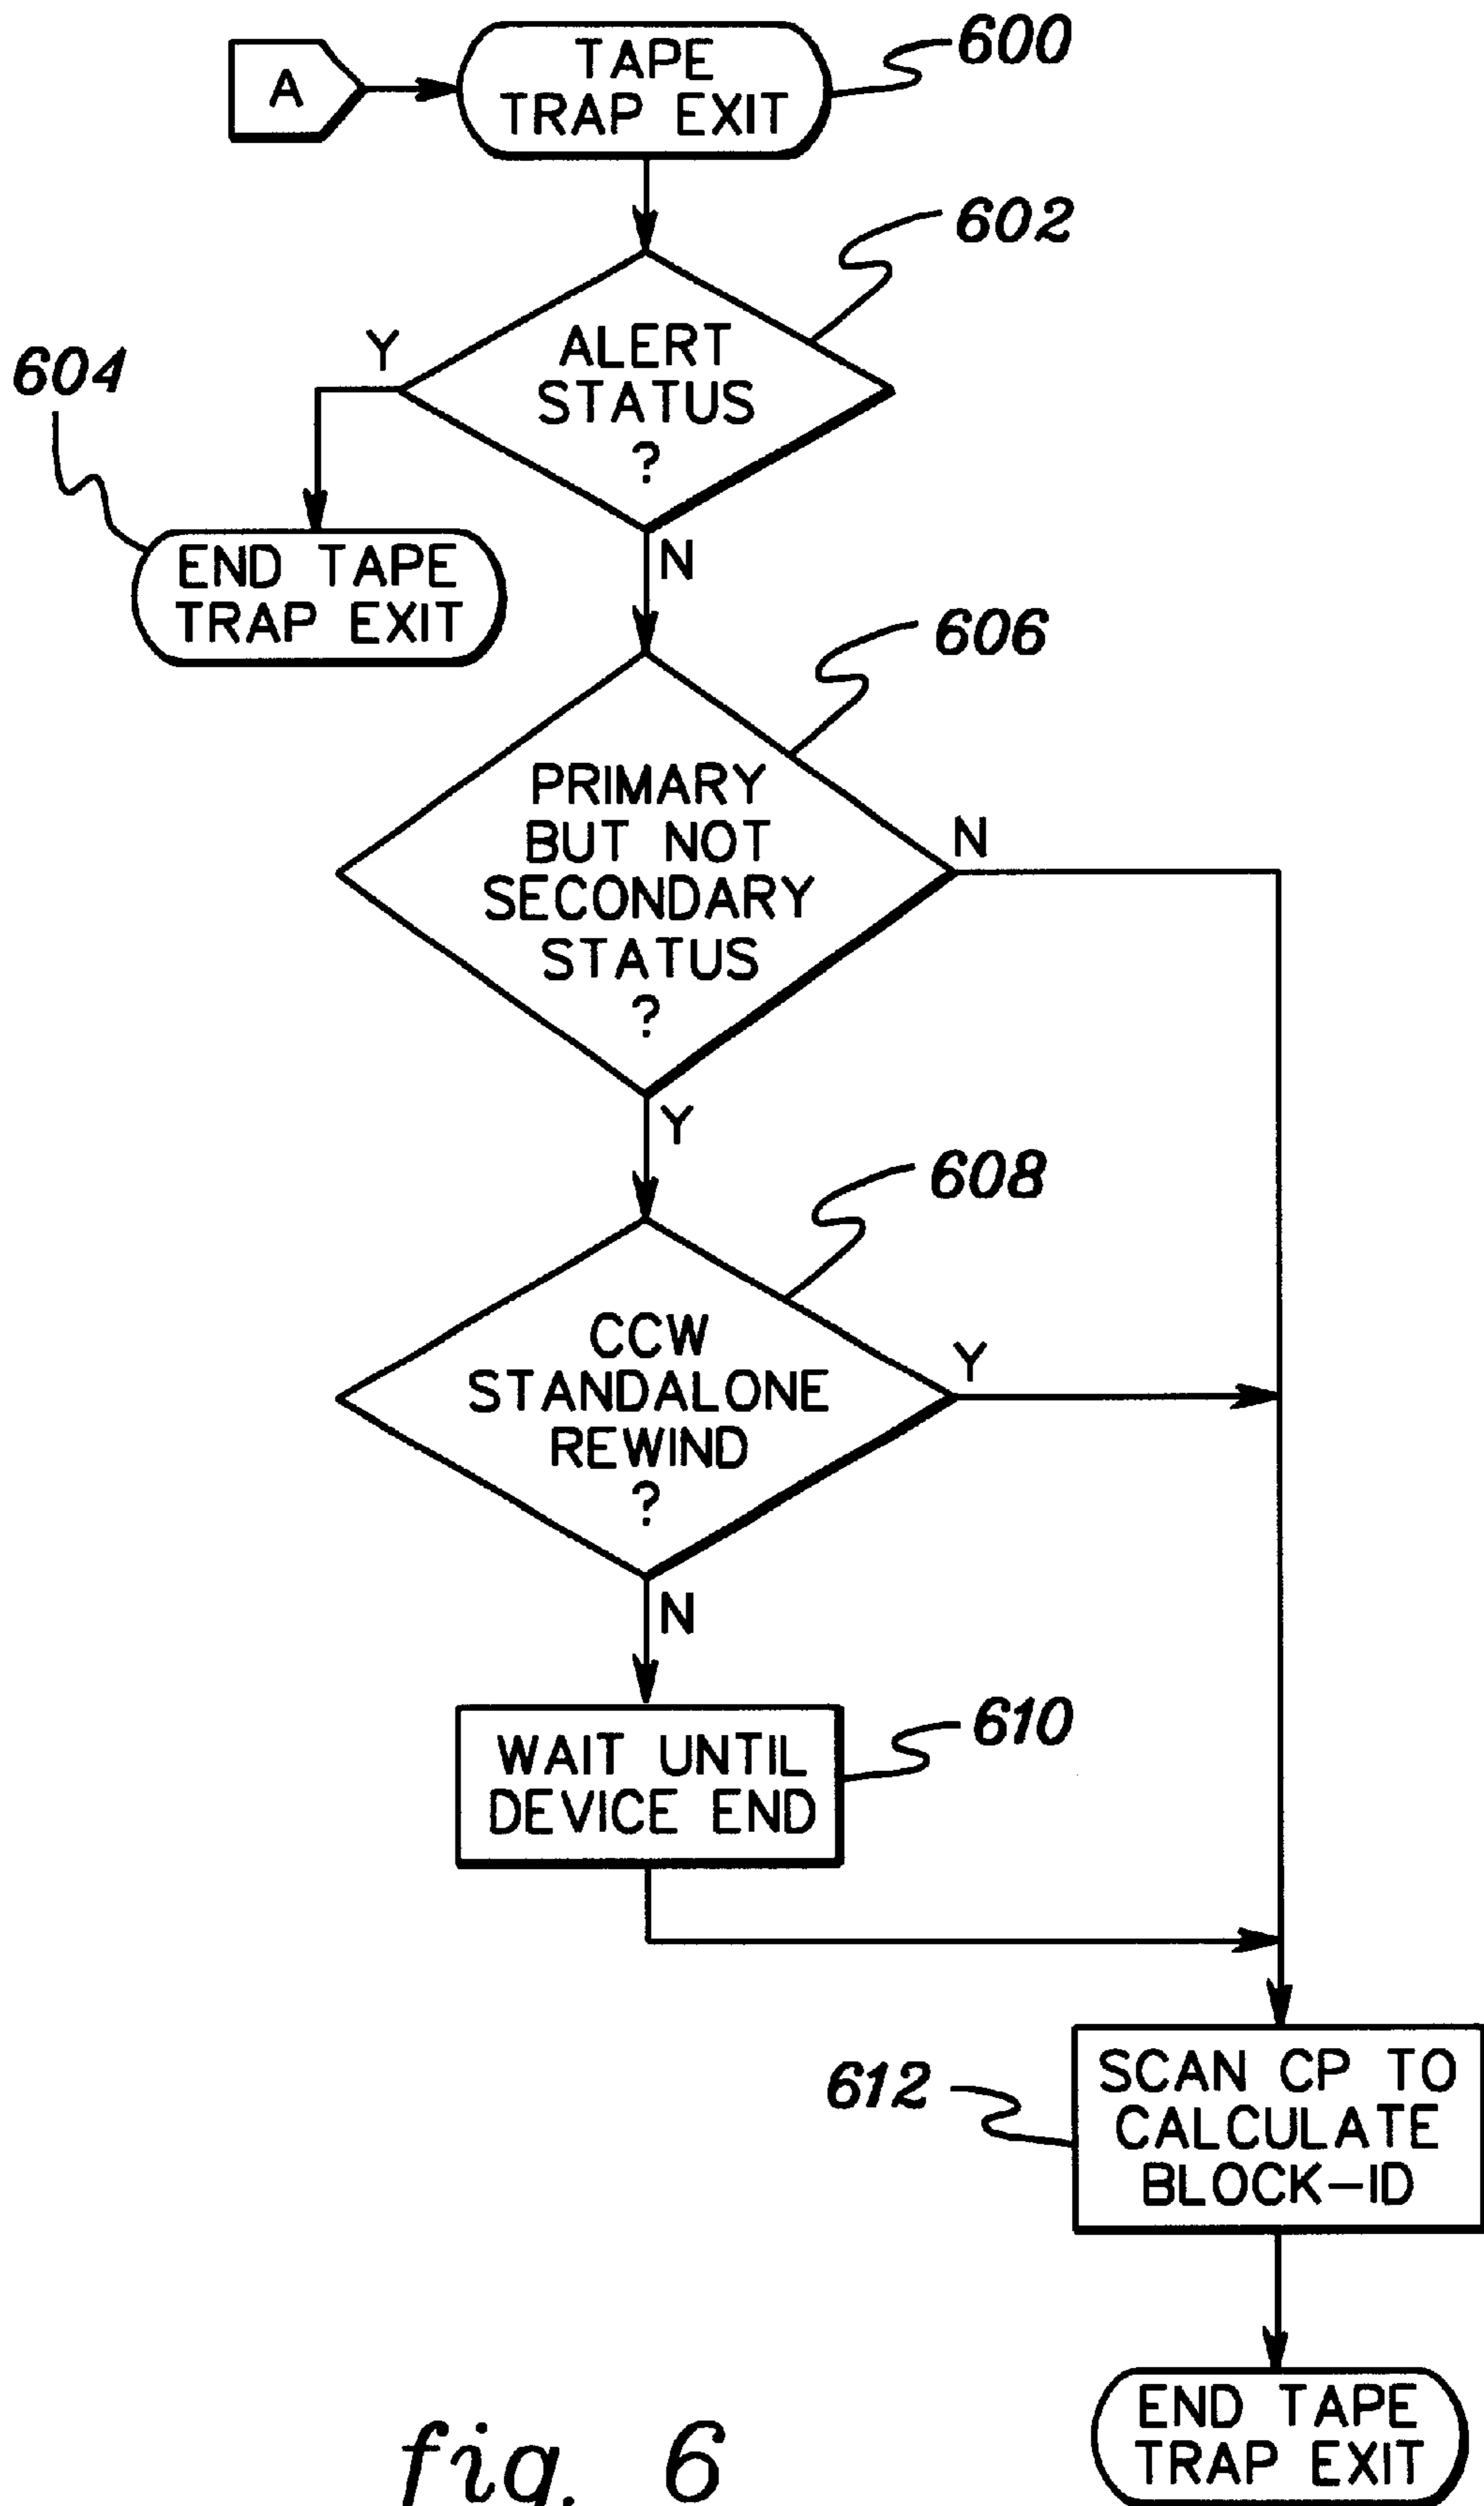 A
TAPE
TRAP EXIT
600
602
ALERT
STATUS
?
Y
604
END TAPE
TRAP EXIT
N
606
PRIMARY
BUT NOT
SECONDARY
STATUS
?
N
Y
608
CCW
STANDALONE
REWIND
?
Y
N
WAIT UNTIL
DEVICE END
610
612
SCAN CP TO
CALCULATE
BLOCK-ID
END TAPE
TRAP EXIT
fig. 6